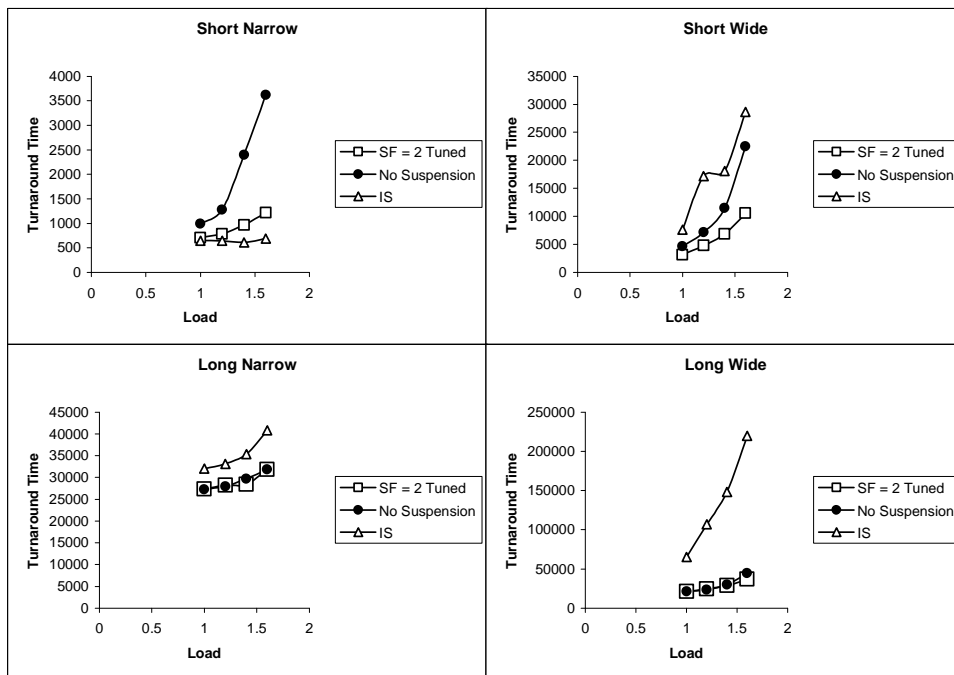 Short Narrow
Turnaround Time
4000
3500
3000
2500
2000
1500
1000
500
0
0
0.5
1
1.5
2
Load
SF = 2 Tuned
No Suspension
IS
Short Wide
Turnaround Time
35000
30000
25000
20000
15000
10000
5000
0
0
0.5
1
1.5
2
Load
SF = 2 Tuned
No Suspension
IS
Long Narrow
Turnaround Time
45000
40000
35000
30000
25000
20000
15000
10000
5000
0
0
0.5
1
1.5
2
Load
SF = 2 Tuned
No Suspension
IS
Long Wide
Turnaround Time
250000
200000
150000
100000
50000
0
0
0.5
1
1.5
2
Load
SF = 2 Tuned
No Suspension
IS